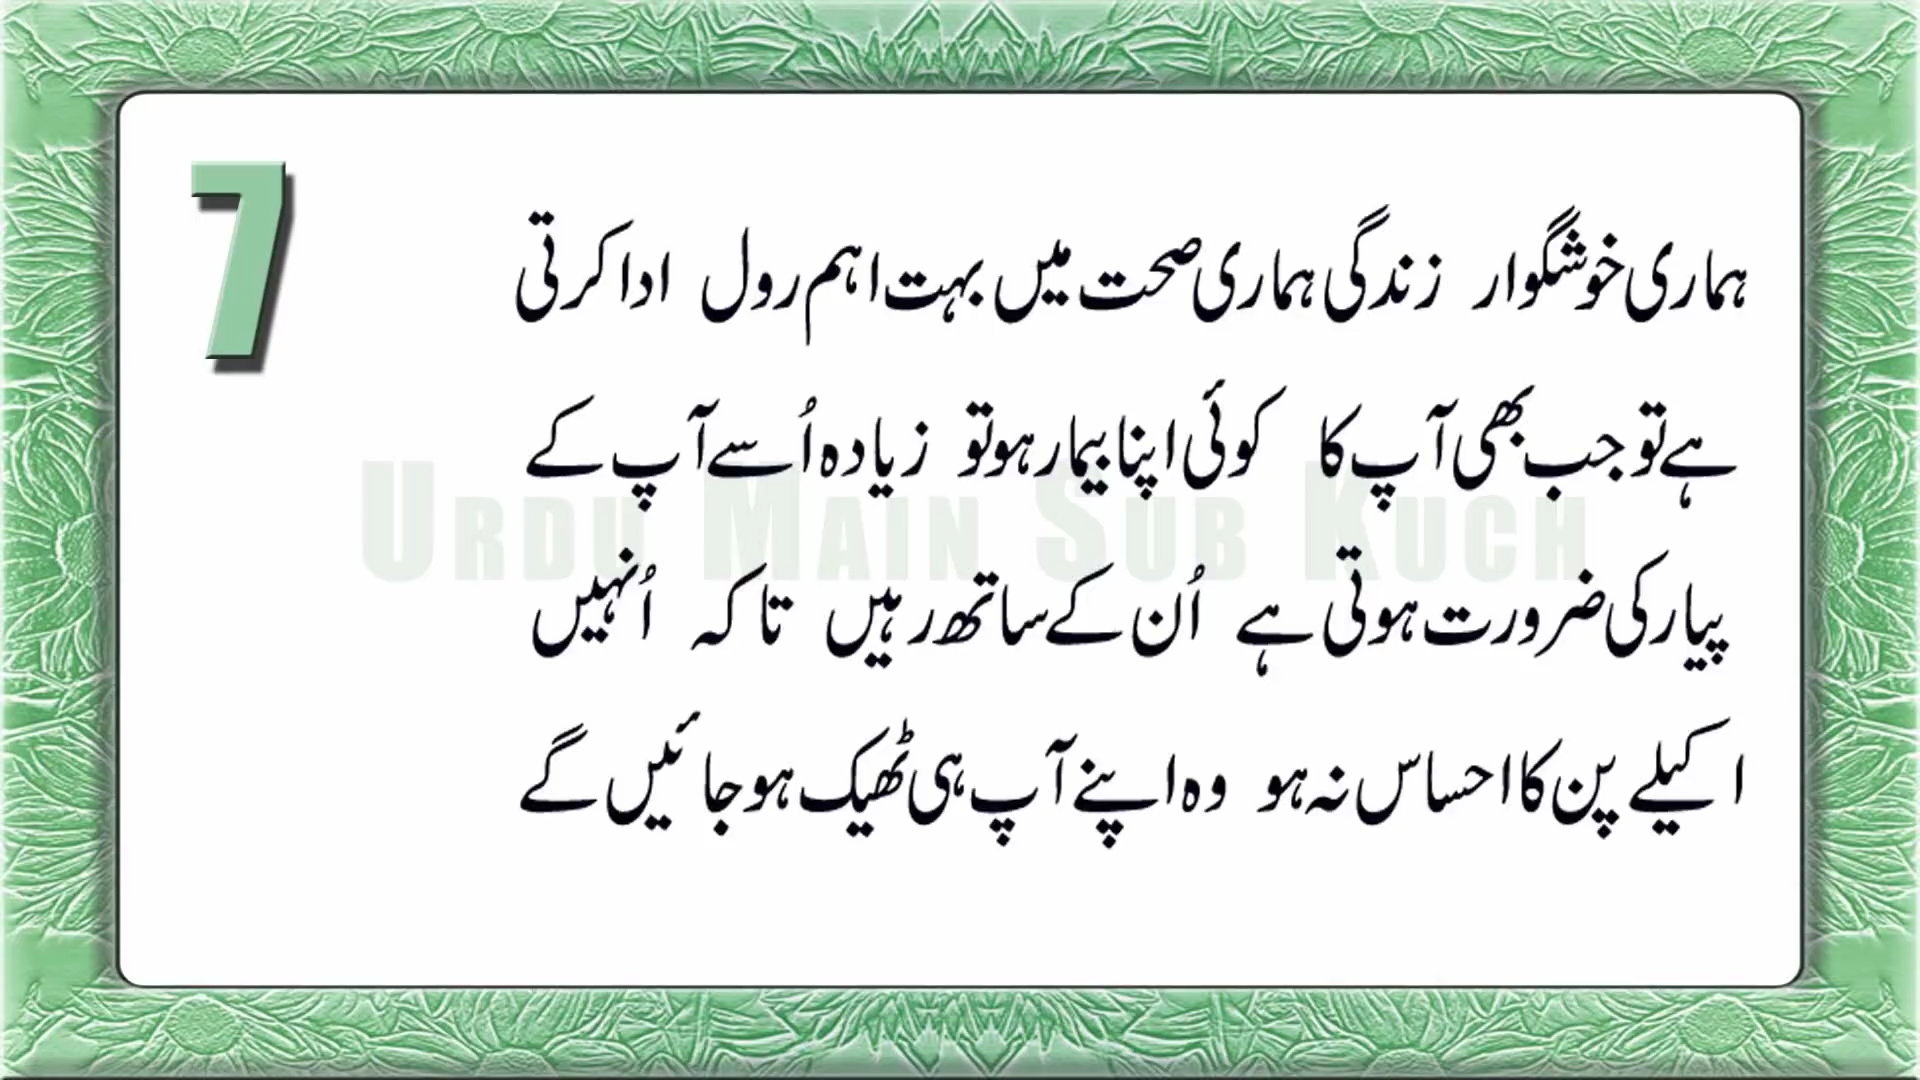 7
ہماری خوشگوار زندگی ہماری صحت میں بہت اہم رول ادا کرتی
ہے تو جب بھی آپ کا کوئی اپنا بیمار ہو تو زیادہ اُسے آپ کے
پیار کی ضرورت ہوتی ہے اُن کے ساتھ رہیں تاکہ اُنہیں
اکیلے پن کا احساس نہ ہو وہ اپنے آپ ہی ٹھیک ہو جائیں گے
URDU MAIN SUB KUCH